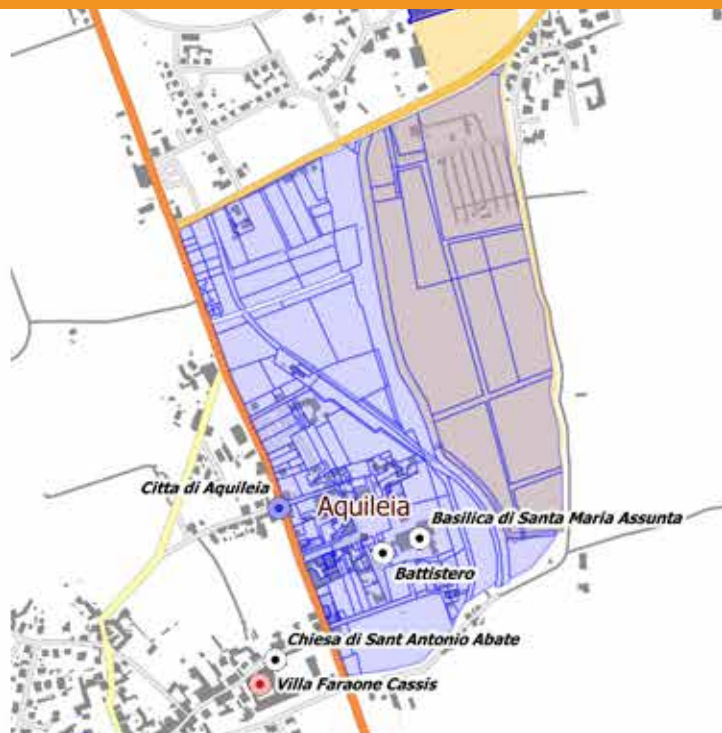 Citta di Aquileia
Aquileia
Basilica di Santa Maria Assunta
Battistero
Chiesa di Sant Antonio Abate
Villa Faraone Cassis